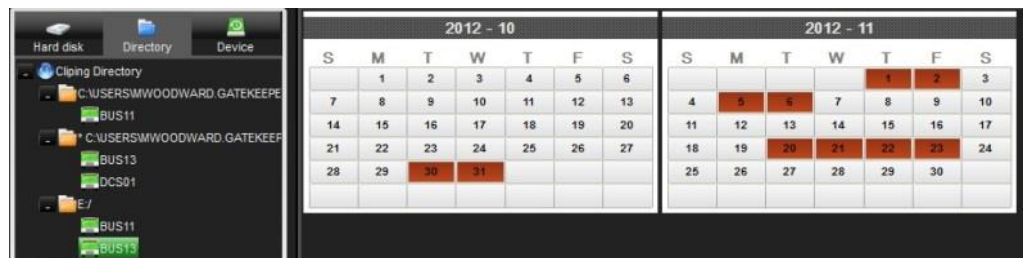 Hard disk Directory Device
Cliping Directory
C:\USERS\MWOODWARD.GATEKEEPE
BUS11
* C:\USERS\MWOODWARD.GATEKEEF
BUS13
DCS01
E:/
BUS11
BUS13
2012 - 10
S M T W T F S
1 2 3 4 5 6
7 8 9 10 11 12 13
14 15 16 17 18 19 20
21 22 23 24 25 26 27
28 29 30 31
2012 - 11
S M T W T F S
1 2 3
4 5 6 7 8 9 10
11 12 13 14 15 16 17
18 19 20 21 22 23 24
25 26 27 28 29 30